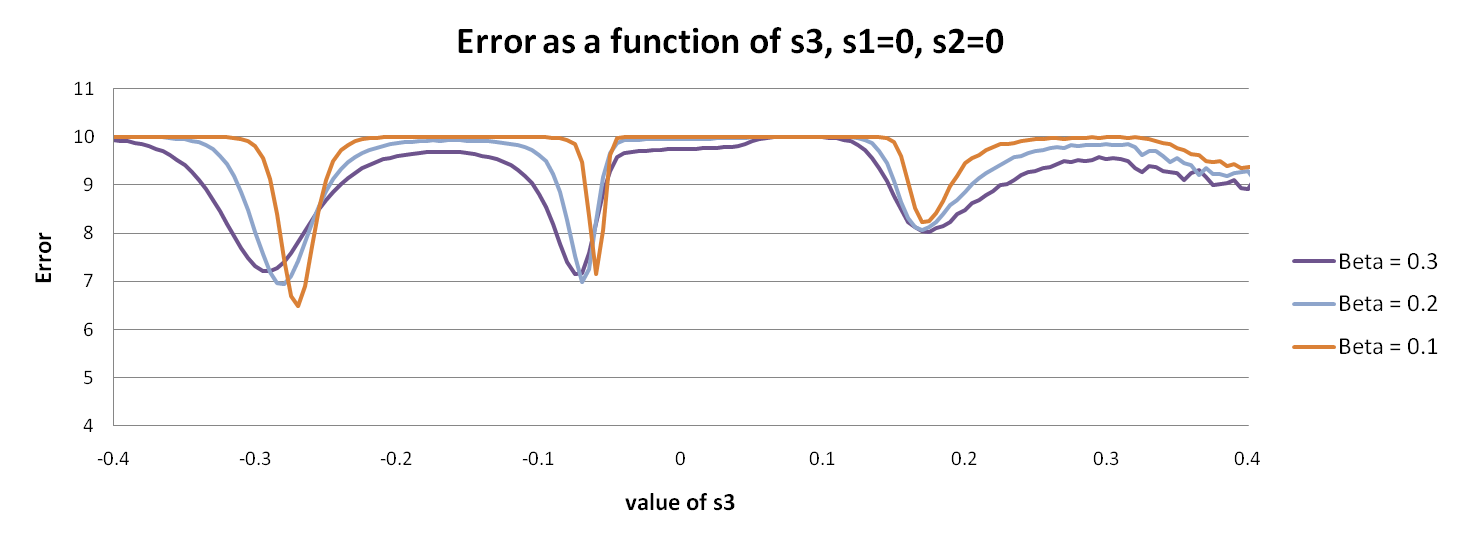 Error as a function of s3, s1=0, s2=0
11
10
9
8
7
6
5
4
Error
-0.4 -0.3 -0.2 -0.1 0 0.1 0.2 0.3 0.4
value of s3
Beta = 0.3
Beta = 0.2
Beta = 0.1